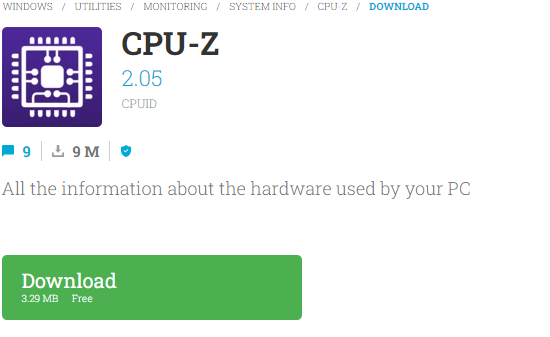 WINDOWS / UTILITIES / MONITORING / SYSTEM INFO / CPU-Z / DOWNLOAD
CPU-Z
2.05
CPUID
9 9 M
All the information about the hardware used by your PC
Download
3.29 MB Free